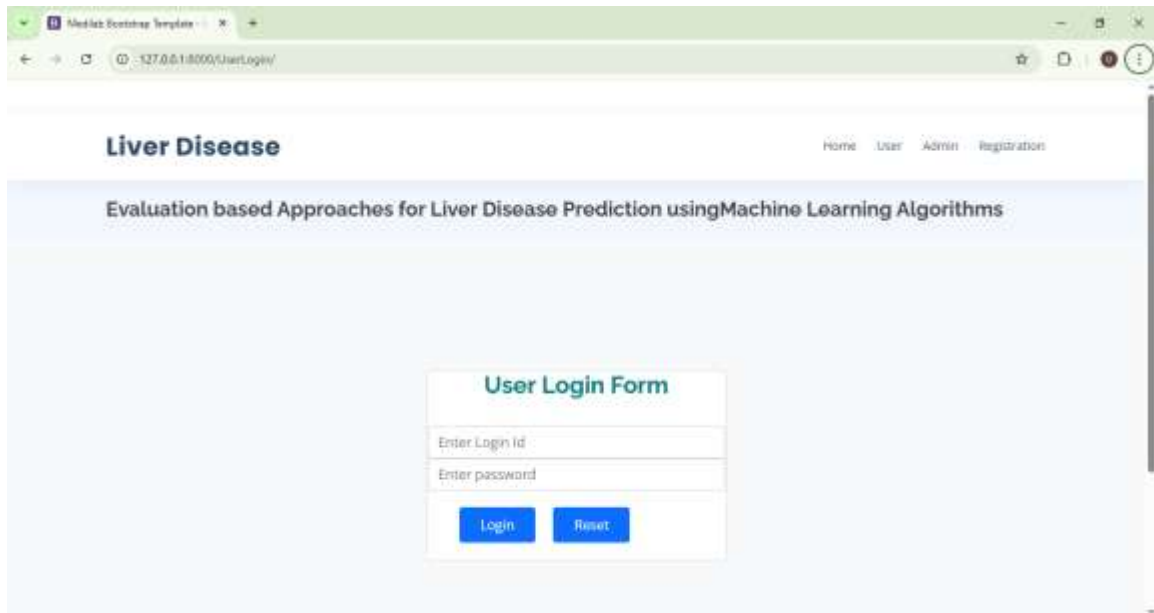 Medilab Bootstrap Template -
127.0.0.1:8000/UserLogin/
Liver Disease
Home User Admin Registration
Evaluation based Approaches for Liver Disease Prediction usingMachine Learning Algorithms
User Login Form
Enter Login Id
Enter password
Login Reset